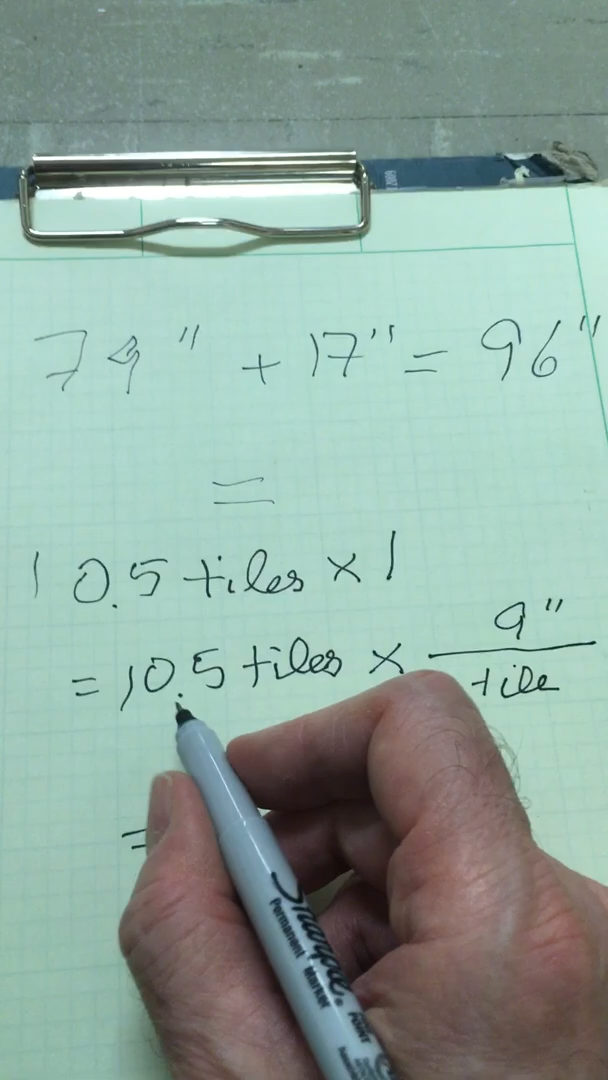 79" + 17" = 96"
=
10.5 tiles × 1
= 10.5 tiles × 9" / tile
=
Sharpie.
Permanent Marker